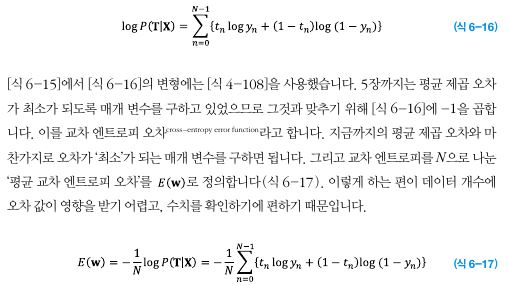 log P(T|X) = ∑_{n=0}^{N-1} {t_n log y_n + (1 − t_n)log (1 − y_n)} (식 6-16)
[식 6-15]에서 [식 6-16]의 변형에는 [식 4-108]을 사용했습니다. 5장까지는 평균 제곱 오차
가 최소가 되도록 매개 변수를 구하고 있었으므로 그것과 맞추기 위해 [식 6-16]에 -1을 곱합
니다. 이를 교차 엔트로피 오차cross-entropy error function라고 합니다. 지금까지의 평균 제곱 오차와 마
찬가지로 오차가 '최소'가 되는 매개 변수를 구하면 됩니다. 그리고 교차 엔트로피를 N으로 나눈
'평균 교차 엔트로피 오차'를 E(w)로 정의합니다(식 6-17). 이렇게 하는 편이 데이터 개수에
오차 값이 영향을 받기 어렵고, 수치를 확인하기에 편하기 때문입니다.
E(w) = −1/N log P(T|X) = −1/N ∑_{n=0}^{N-1} {t_n log y_n + (1 − t_n)log (1 − y_n)} (식 6-17)